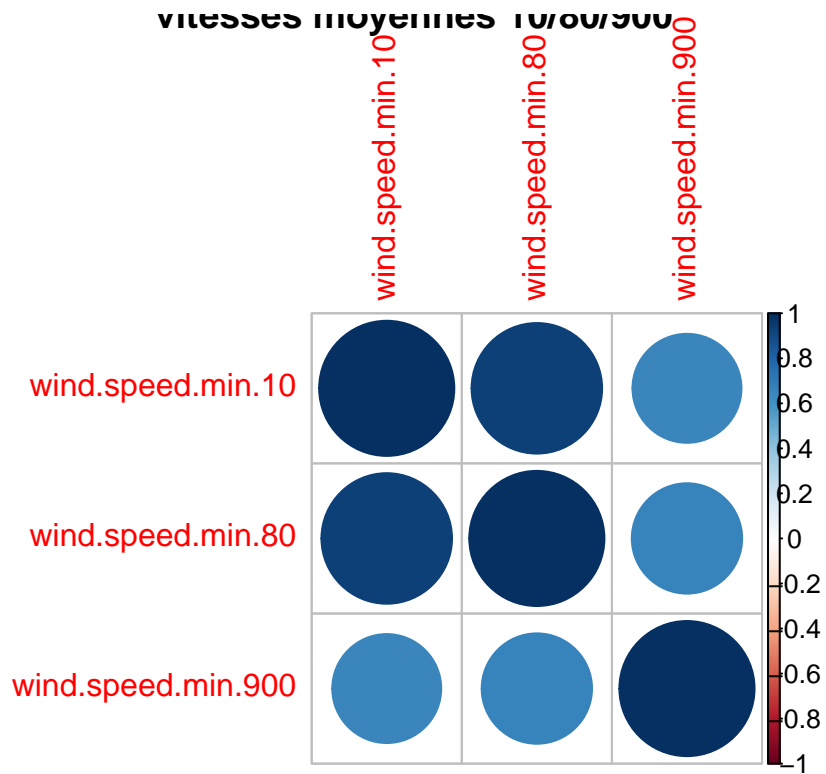 vitesses moyennes 10/80/900
wind.speed.min.10
wind.speed.min.80
wind.speed.min.900
wind.speed.min.10
wind.speed.min.80
wind.speed.min.900
1
0.8
0.6
0.4
0.2
0
-0.2
-0.4
-0.6
-0.8
-1